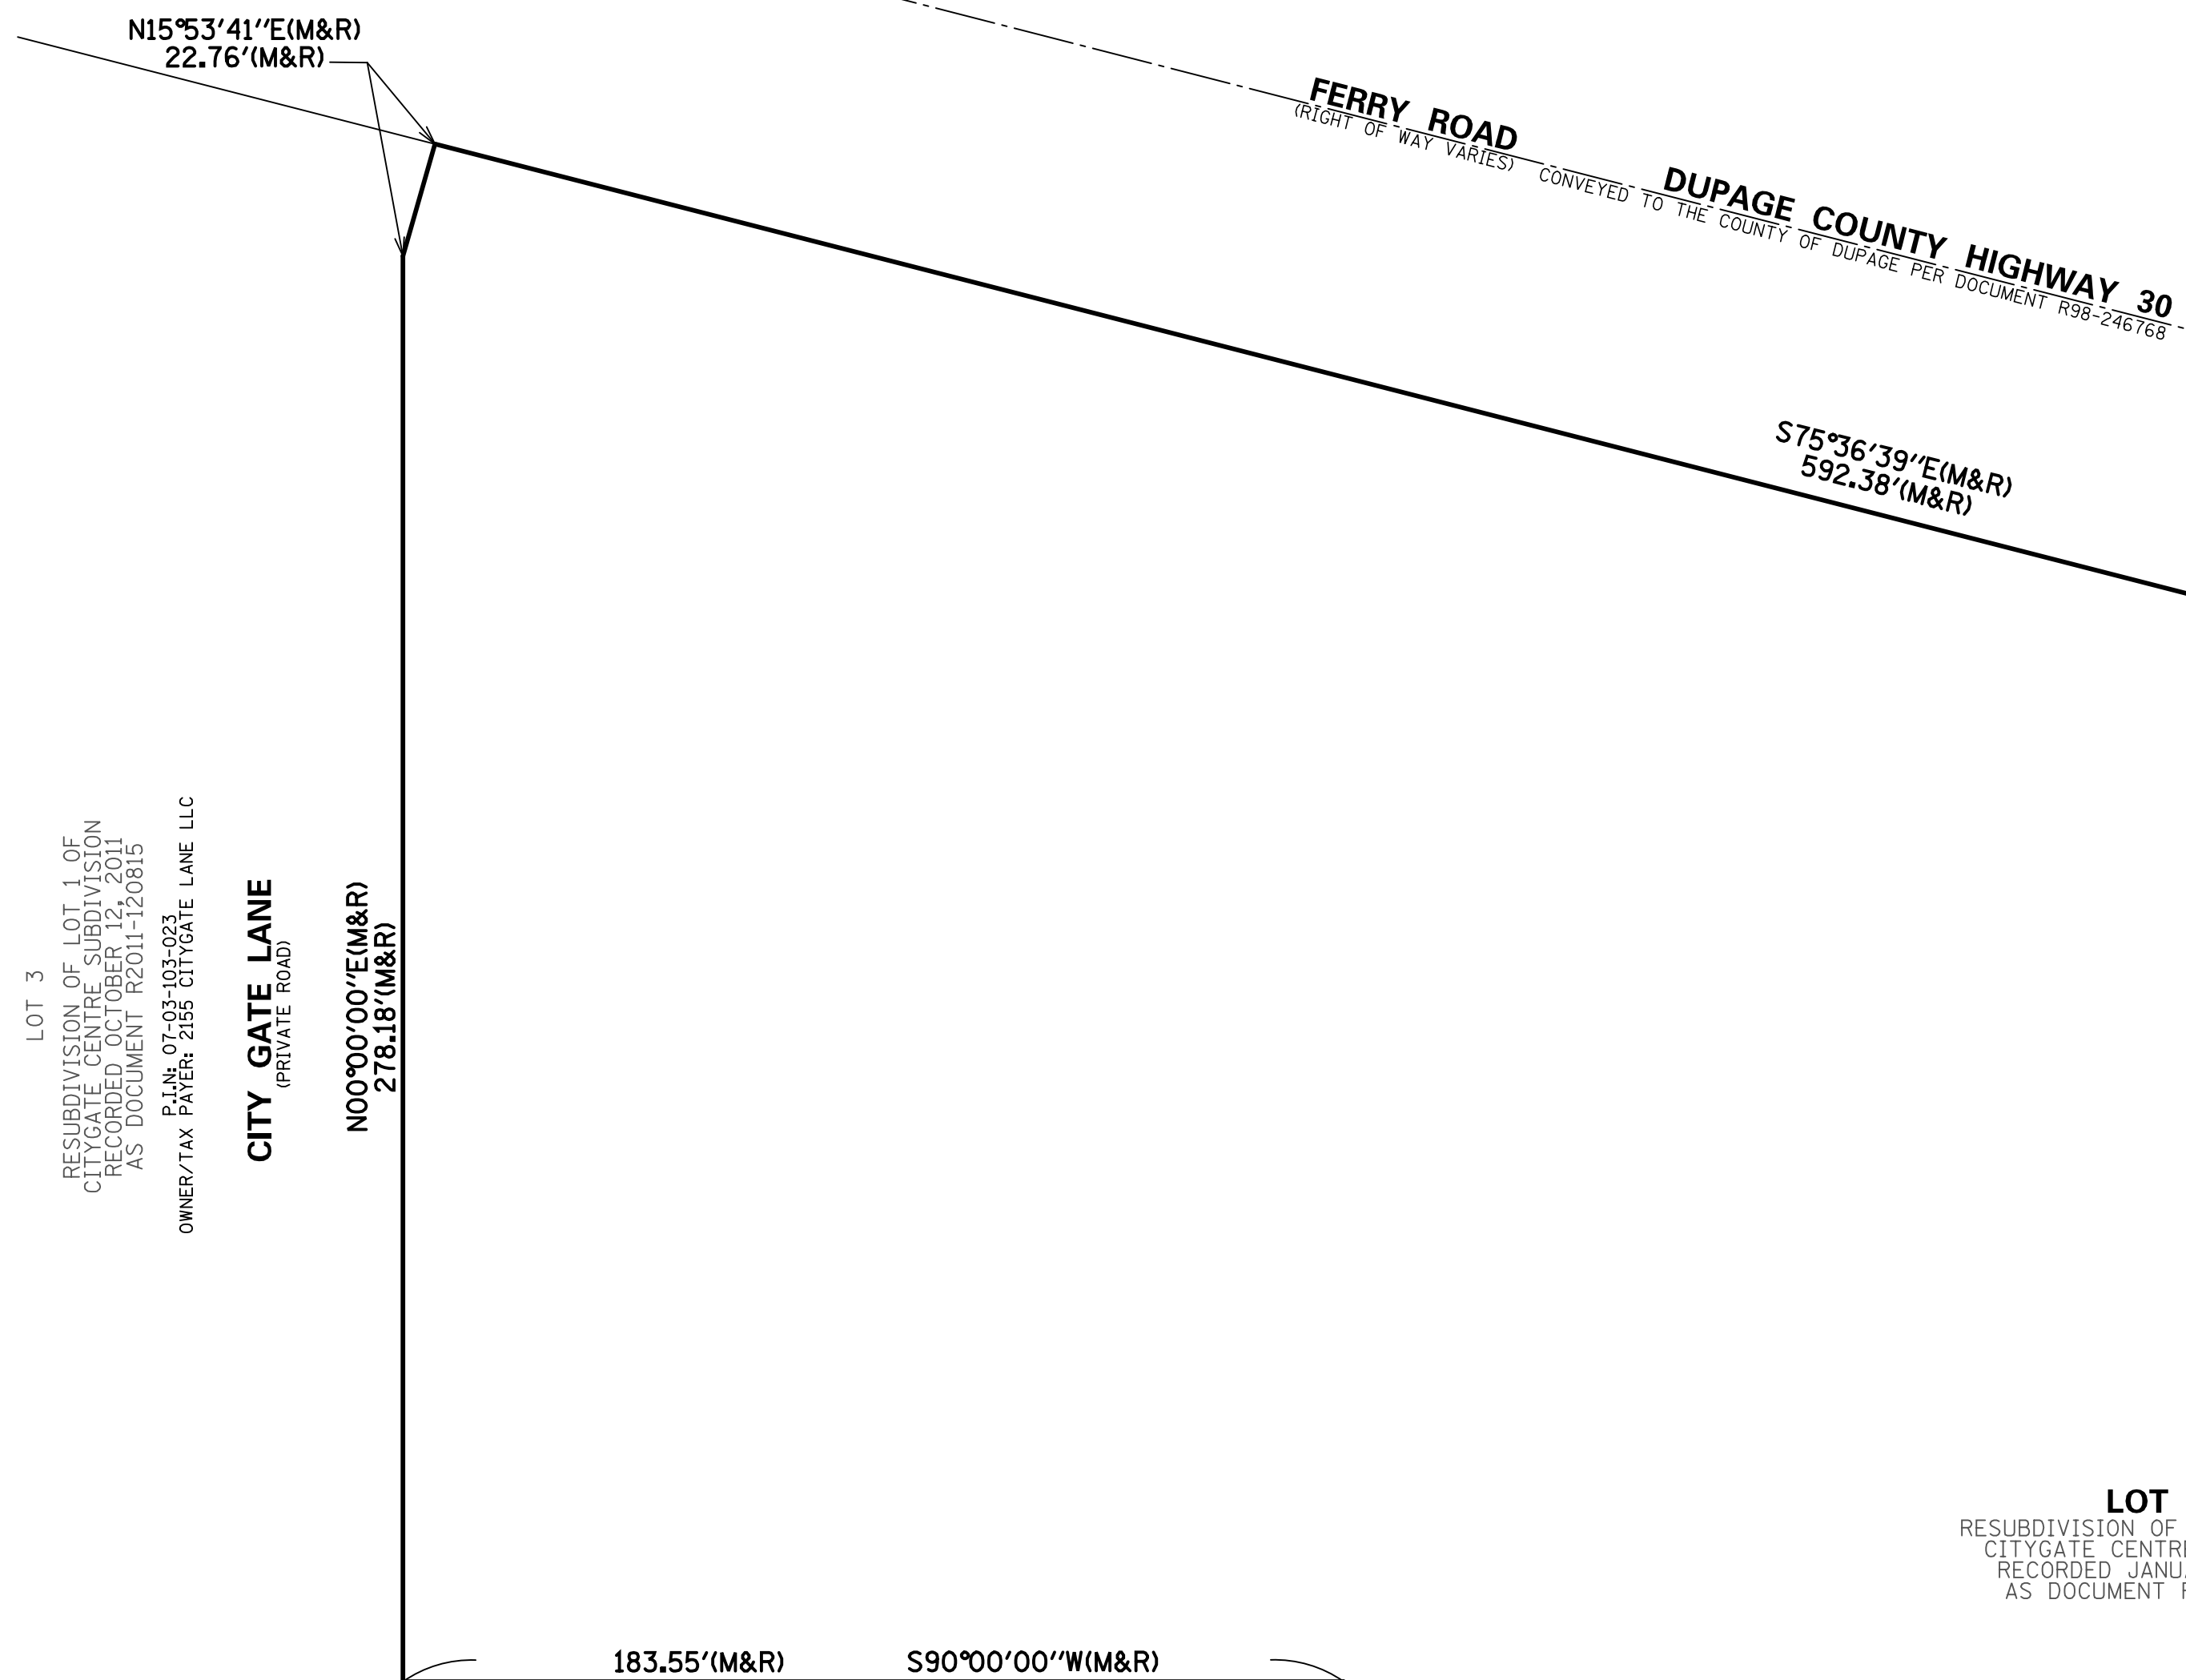 N15°53'41"E(M&R)
22.76'(M&R)
FERRY ROAD
(RIGHT OF WAY VARIES)
DUPAGE COUNTY HIGHWAY 30
CONVEYED TO THE COUNTY OF DUPAGE PER DOCUMENT R98-246768
S75°36'39"E(M&R)
592.38'(M&R)
LOT 3
RESUBDIVISION OF LOT 1 OF
CITYGATE CENTRE SUBDIVISION
RECORDED OCTOBER 12, 2011
AS DOCUMENT R2011-120815
P.I.N: 07-03-103-023
OWNER/TAX PAYER: 2155 CITYGATE LANE LLC
CITY GATE LANE
(PRIVATE ROAD)
N00°00'00"E(M&R)
278.18'(M&R)
LOT
RESUBDIVISION OF
CITYGATE CENTRE
RECORDED JANU
AS DOCUMENT
183.55'(M&R) S90°00'00"W(M&R)